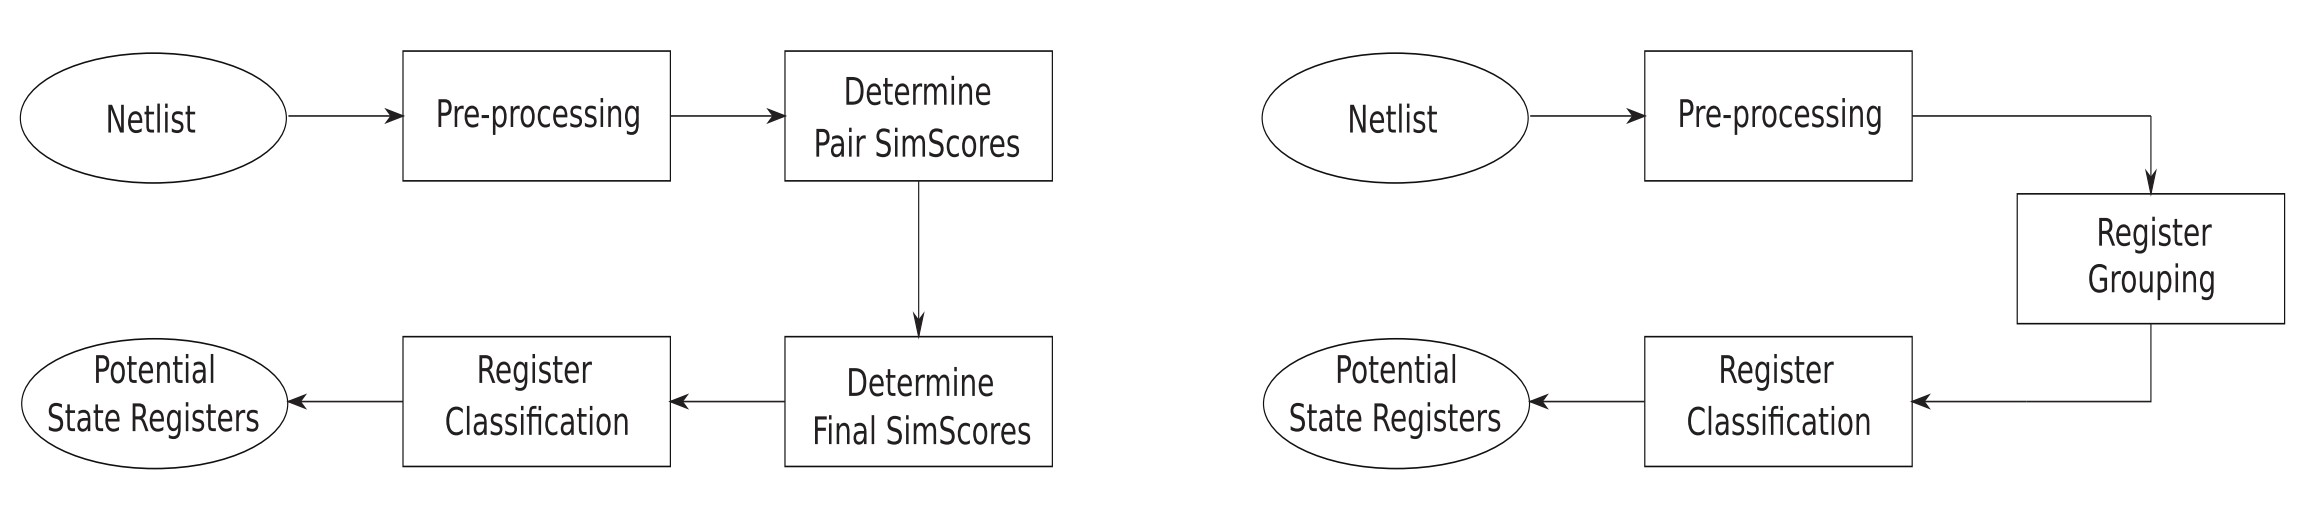 Netlist
Pre-processing
Determine
Pair SimScores
Determine
Final SimScores
Register
Classification
Potential
State Registers
Netlist
Pre-processing
Register
Grouping
Register
Classification
Potential
State Registers